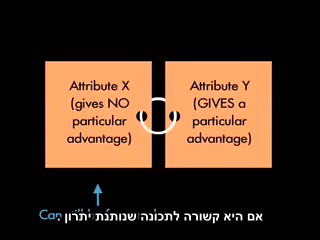 Attribute X
(gives NO
particular
advantage)
Attribute Y
(GIVES a
particular
advantage)
Can
אם היא קשורה לתכונה שנותנת יתרון.